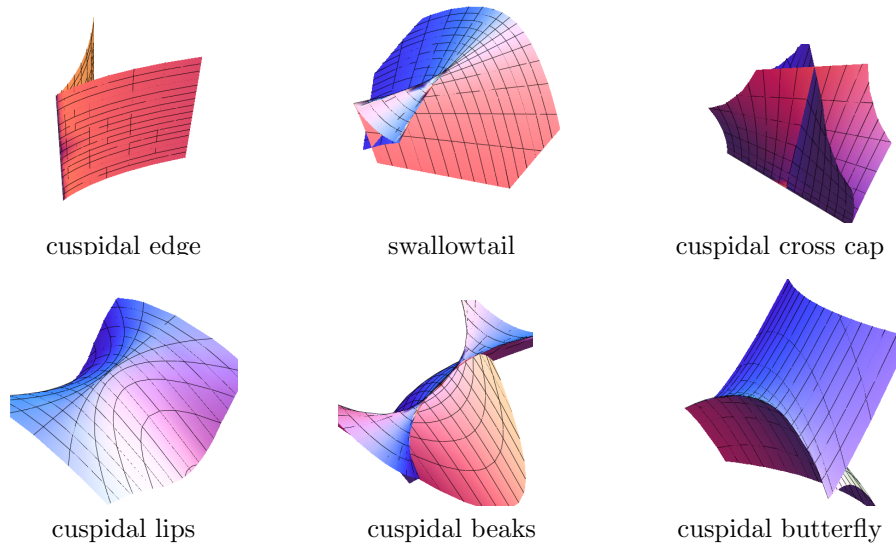 cuspidal edge
swallowtail
cuspidal cross cap
cuspidal lips
cuspidal beaks
cuspidal butterfly